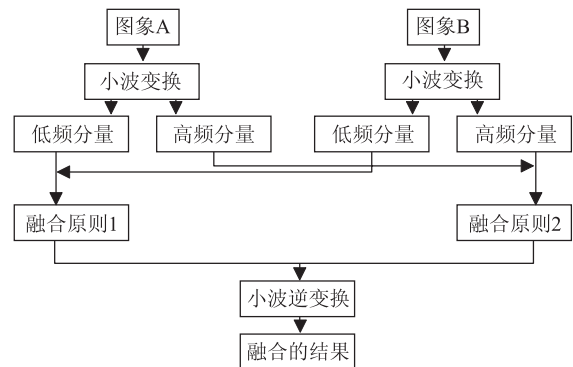 图象A
图象B
小波变换
小波变换
低频分量
高频分量
低频分量
高频分量
融合原则1
融合原则2
小波逆变换
融合的结果